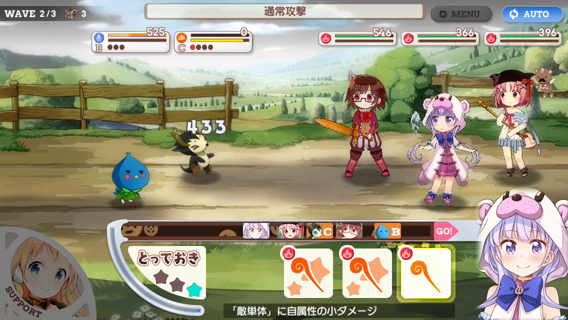 WAVE 2/3 3
通常攻撃
MENU
AUTO
B 525
C 0
546
366
396
433
C
B
GO!
とっておき
SUPPORT
「敵単体」に自属性の小ダメージ